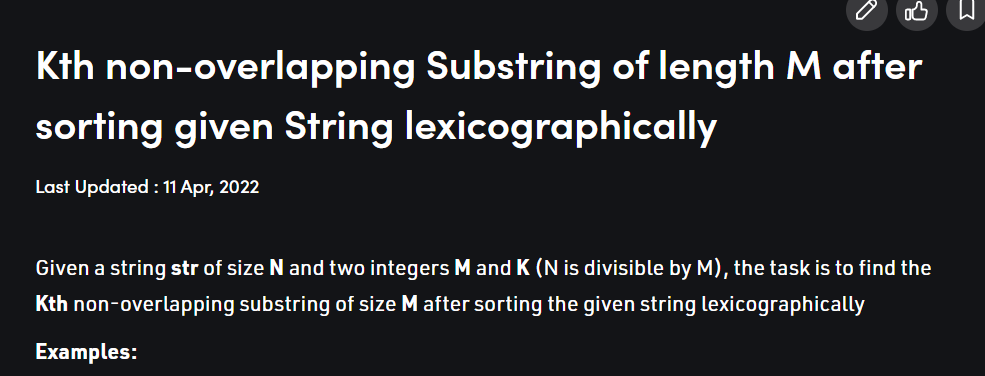 Kth non-overlapping Substring of length M after
sorting given String lexicographically
Last Updated : 11 Apr, 2022
Given a string str of size N and two integers M and K (N is divisible by M), the task is to find the
Kth non-overlapping substring of size M after sorting the given string lexicographically
Examples: